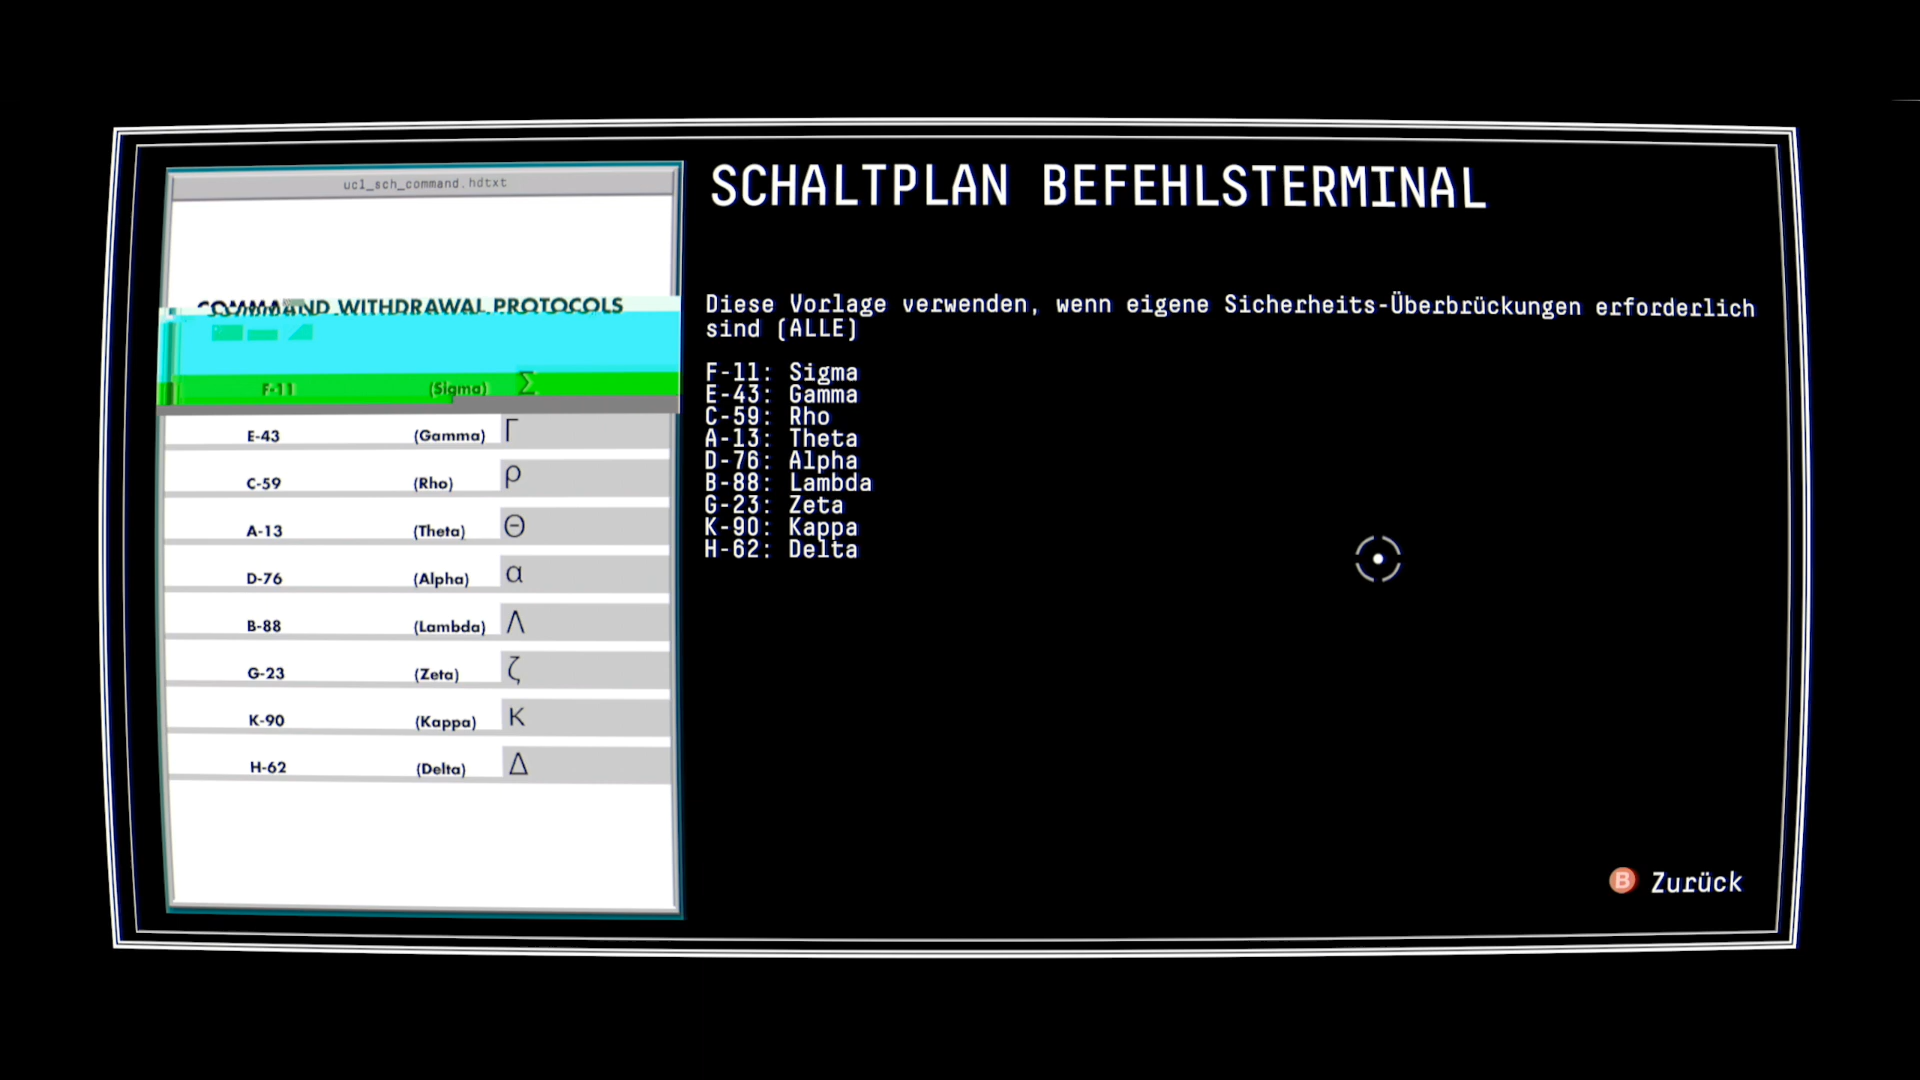 uc1_sch_command.hdtxt
COMMAND WITHDRAWAL PROTOCOLS
F-11 (Sigma) Σ
E-43 (Gamma) Γ
C-59 (Rho) ρ
A-13 (Theta) Θ
D-76 (Alpha) α
B-88 (Lambda) Λ
G-23 (Zeta) ζ
K-90 (Kappa) K
H-62 (Delta) Δ
SCHALTPLAN BEFEHLSTERMINAL
Diese Vorlage verwenden, wenn eigene Sicherheits-Überbrückungen erforderlich
sind (ALLE)
F-11: Sigma
E-43: Gamma
C-59: Rho
A-13: Theta
D-76: Alpha
B-88: Lambda
G-23: Zeta
K-90: Kappa
H-62: Delta
B Zurück